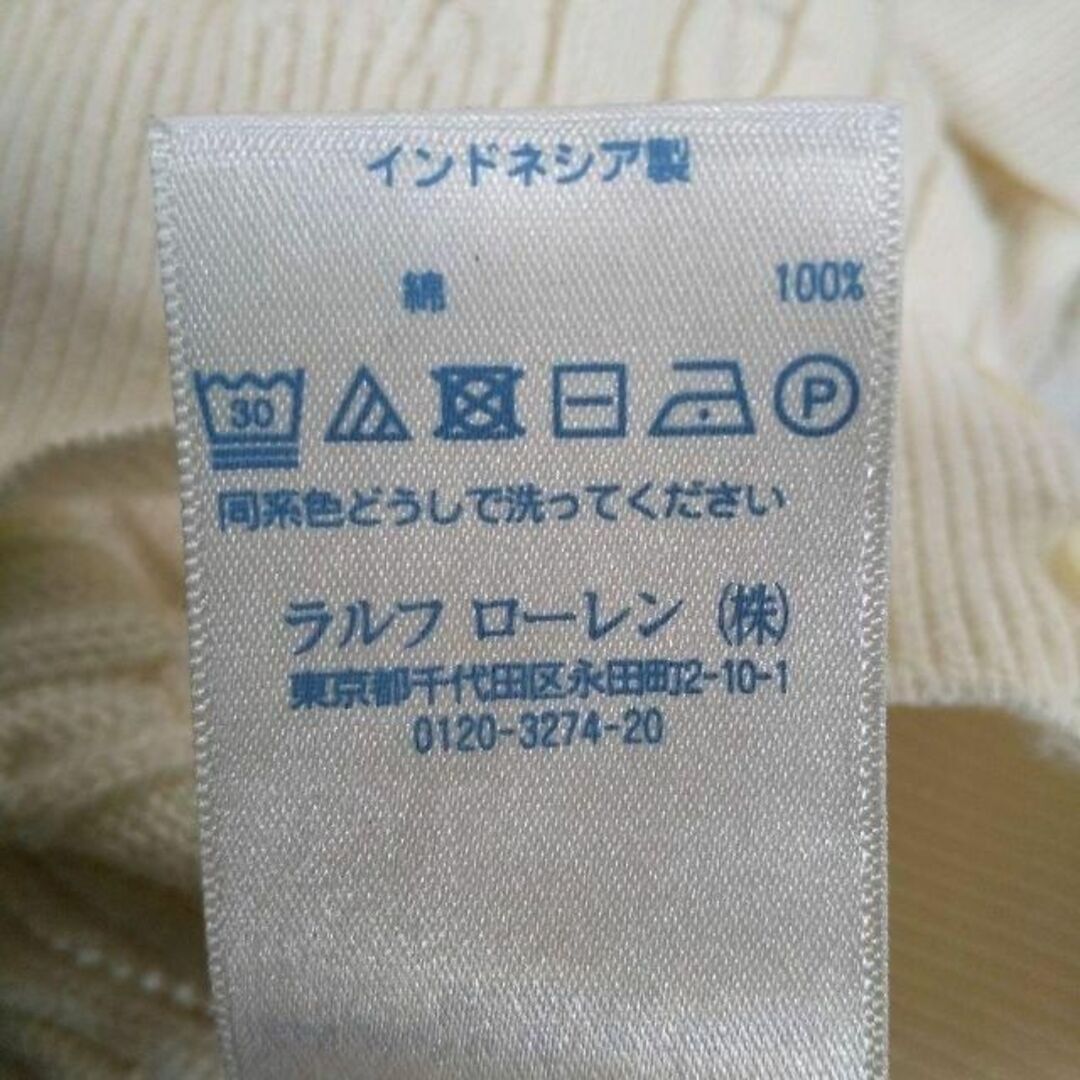 インドネシア製
綿 100%
30 P
同系色どうしで洗ってください
ラルフ ローレン (株)
東京都千代田区永田町2-10-1
0120-3274-20